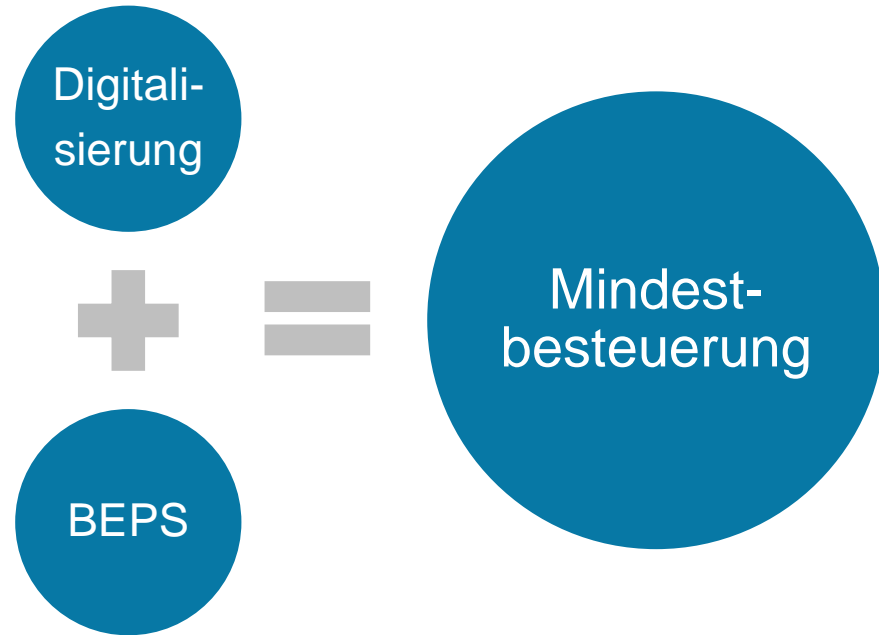 Digitali-
sierung
Mindest-
besteuerung
BEPS